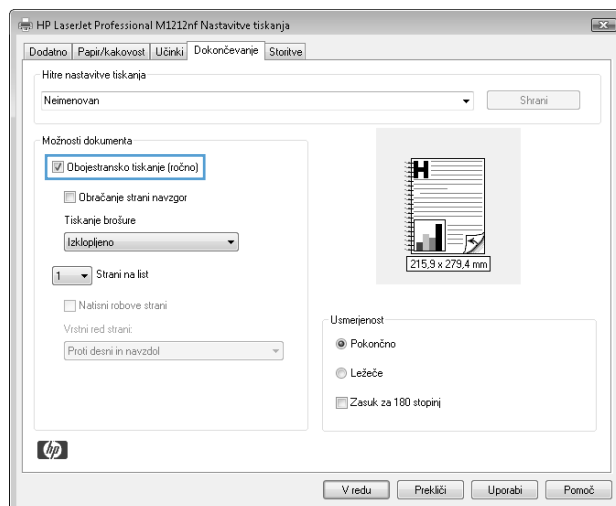 HP LaserJet Professional M1212nf Nastavitve tiskanja
Dodatno Papir/kakovost Učinki Dokončevanje Storitve
Hitre nastavitve tiskanja
Neimenovan
Shrani
Možnosti dokumenta
Obojestransko tiskanje (ročno)
Obračanje strani navzgor
Tiskanje brošure
Izklopljeno
1 Strani na list
Natisni robove strani
Vrstni red strani:
Proti desni in navzdol
H
215,9 x 279,4 mm
Usmerjenost
Pokončno
Ležeče
Zasuk za 180 stopinj
hp
V redu Prekliči Uporabi Pomoč